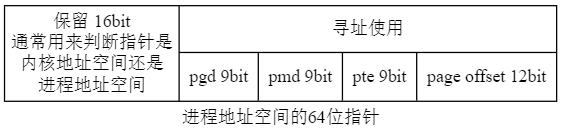 保留 16bit
通常用来判断指针是
内核地址空间还是
进程地址空间
寻址使用
pgd 9bit pmd 9bit pte 9bit page offset 12bit
进程地址空间的64位指针